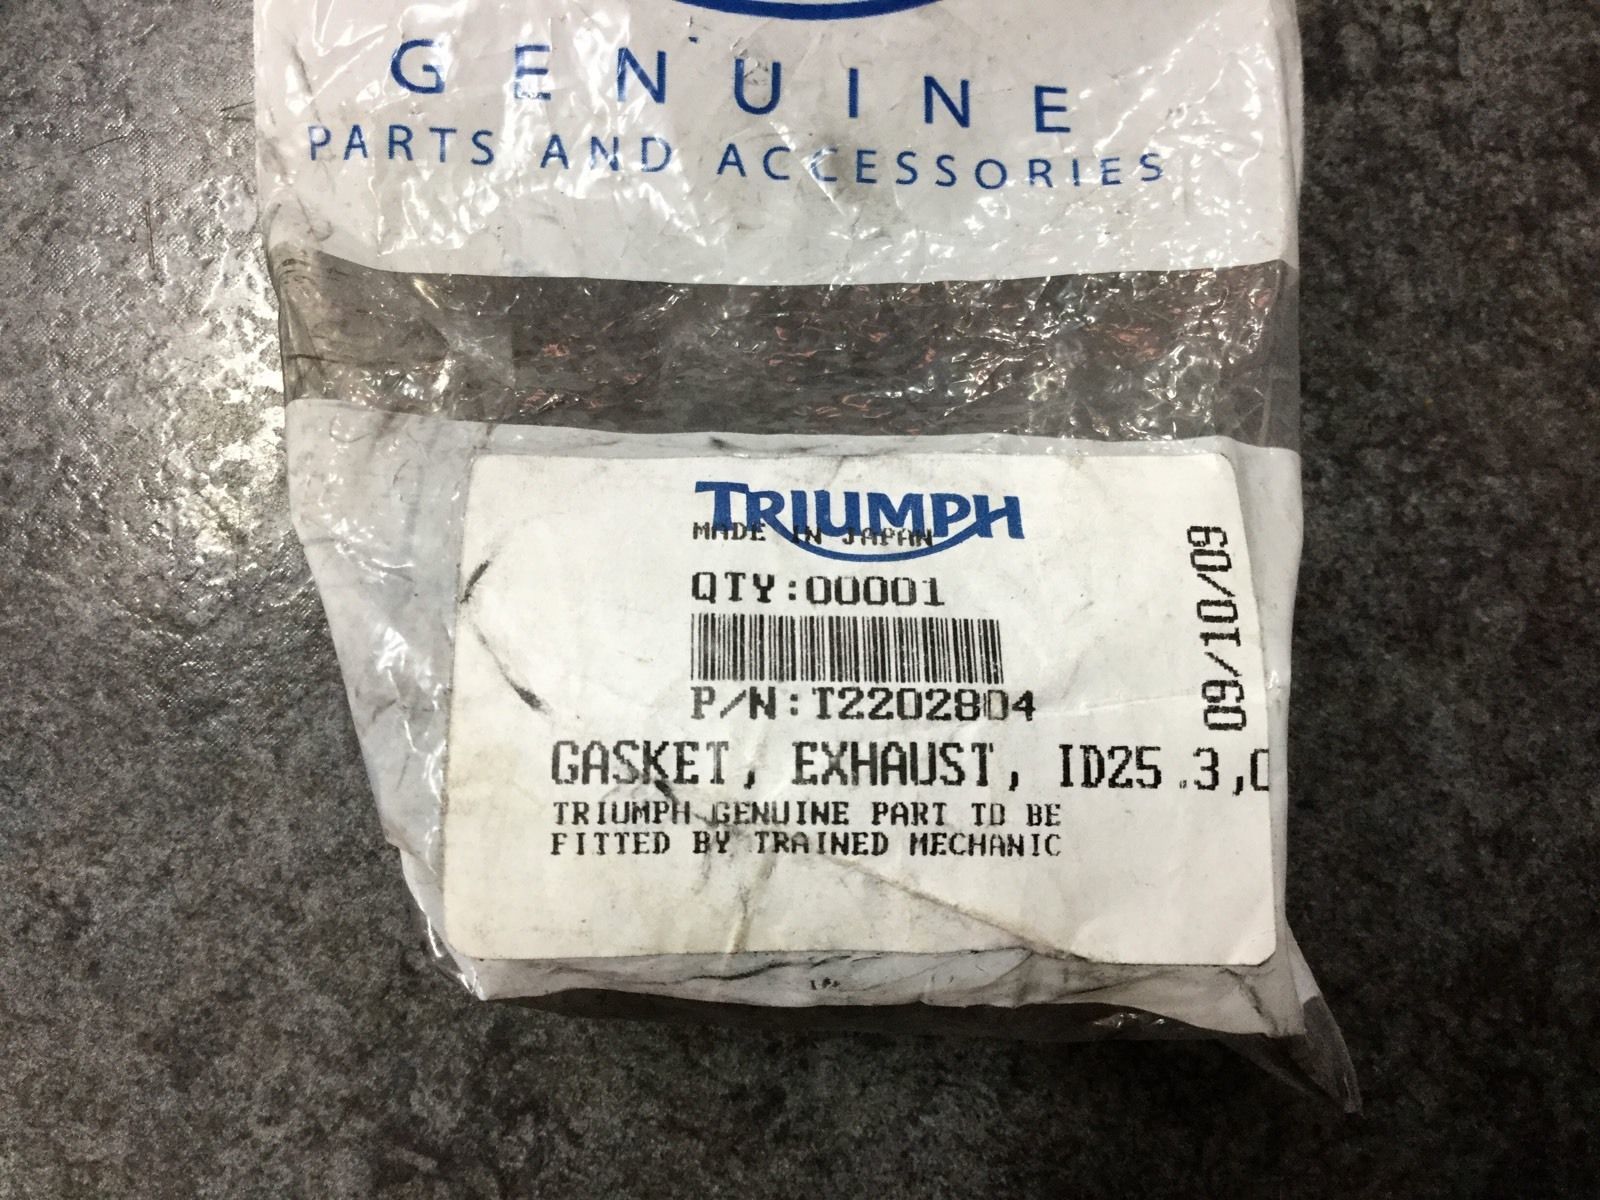 GENUINE
PARTS AND ACCESSORIES
TRIUMPH
MADE IN JAPAN
QTY:00001
P/N:T2202804
GASKET, EXHAUST, ID25.3,
TRIUMPH GENUINE PART TO BE
FITTED BY TRAINED MECHANIC
09/10/09